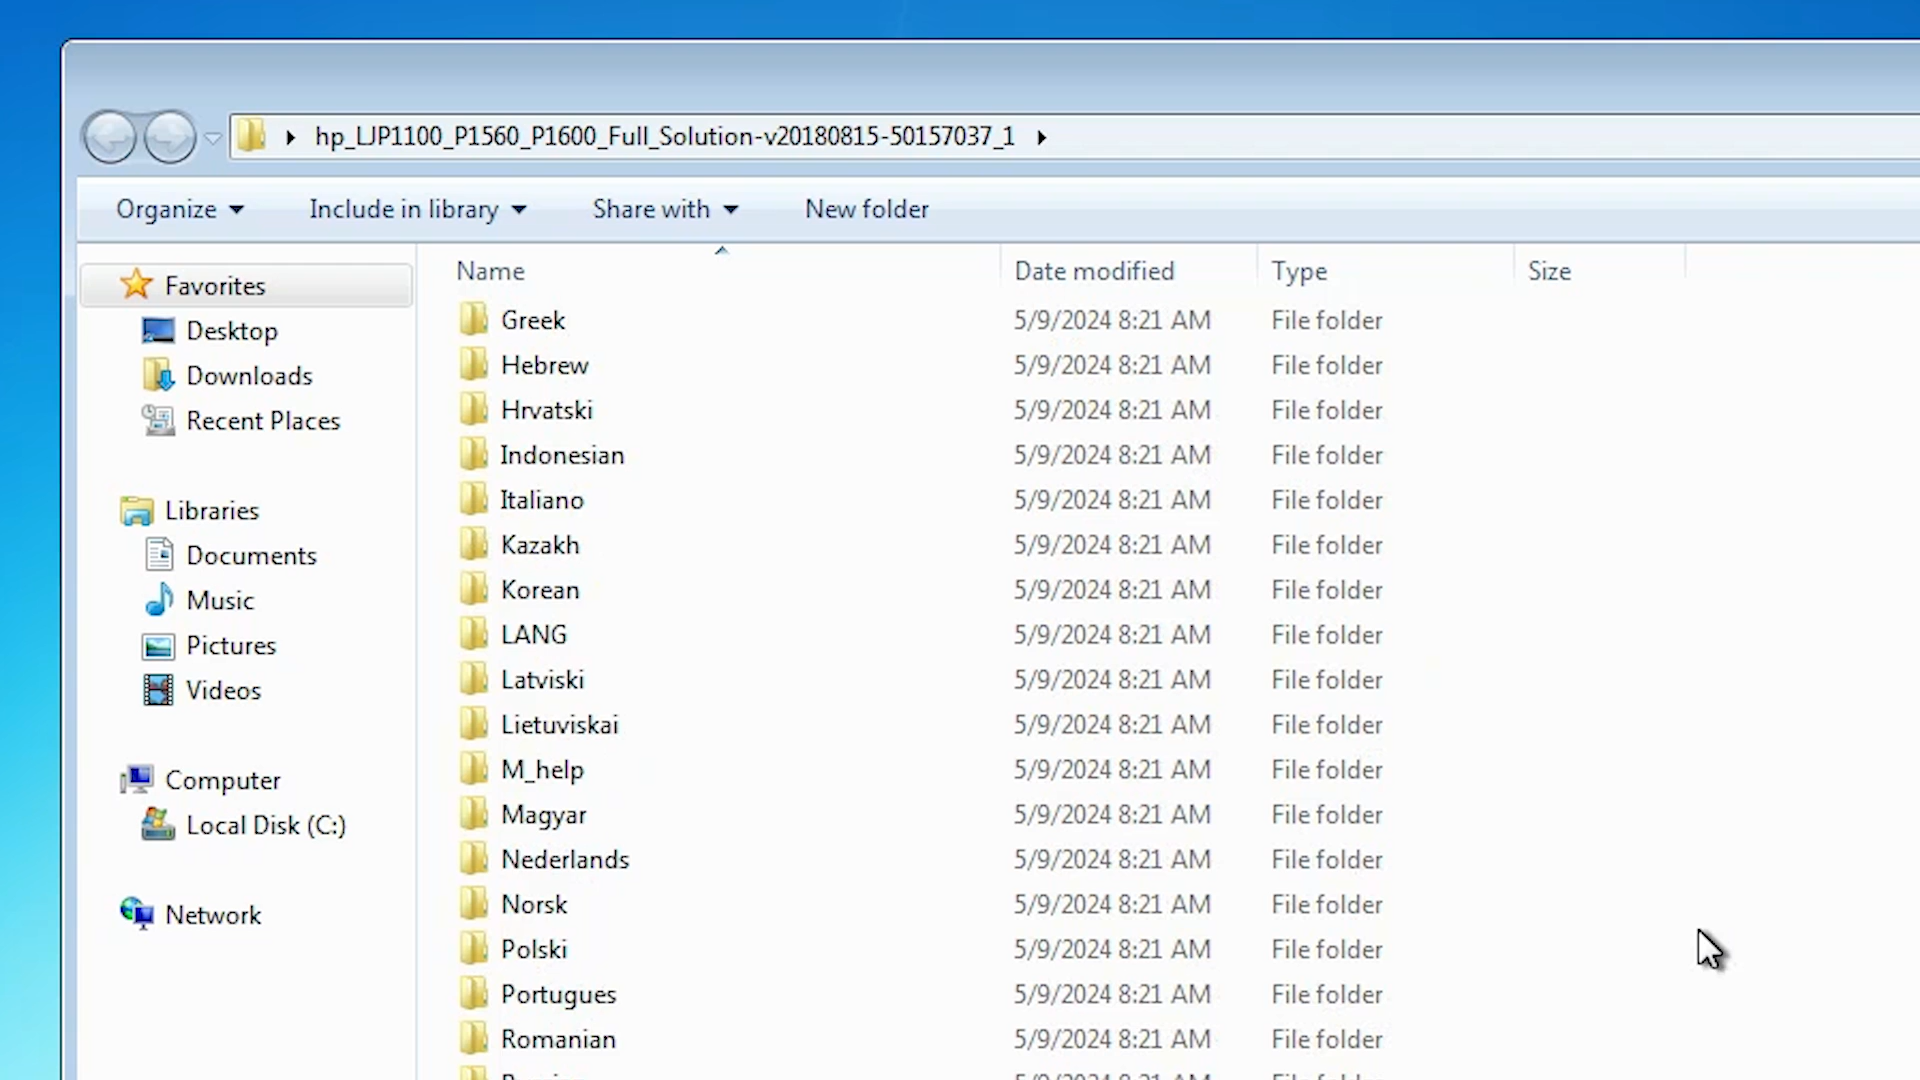 hp_LJP1100_P1560_P1600_Full_Solution-v20180815-50157037_1
Organize Include in library Share with New folder
Favorites
Desktop
Downloads
Recent Places
Libraries
Documents
Music
Pictures
Videos
Computer
Local Disk (C:)
Network
Name Date modified Type Size
Greek 5/9/2024 8:21 AM File folder
Hebrew 5/9/2024 8:21 AM File folder
Hrvatski 5/9/2024 8:21 AM File folder
Indonesian 5/9/2024 8:21 AM File folder
Italiano 5/9/2024 8:21 AM File folder
Kazakh 5/9/2024 8:21 AM File folder
Korean 5/9/2024 8:21 AM File folder
LANG 5/9/2024 8:21 AM File folder
Latviski 5/9/2024 8:21 AM File folder
Lietuviskai 5/9/2024 8:21 AM File folder
M_help 5/9/2024 8:21 AM File folder
Magyar 5/9/2024 8:21 AM File folder
Nederlands 5/9/2024 8:21 AM File folder
Norsk 5/9/2024 8:21 AM File folder
Polski 5/9/2024 8:21 AM File folder
Portugues 5/9/2024 8:21 AM File folder
Romanian 5/9/2024 8:21 AM File folder